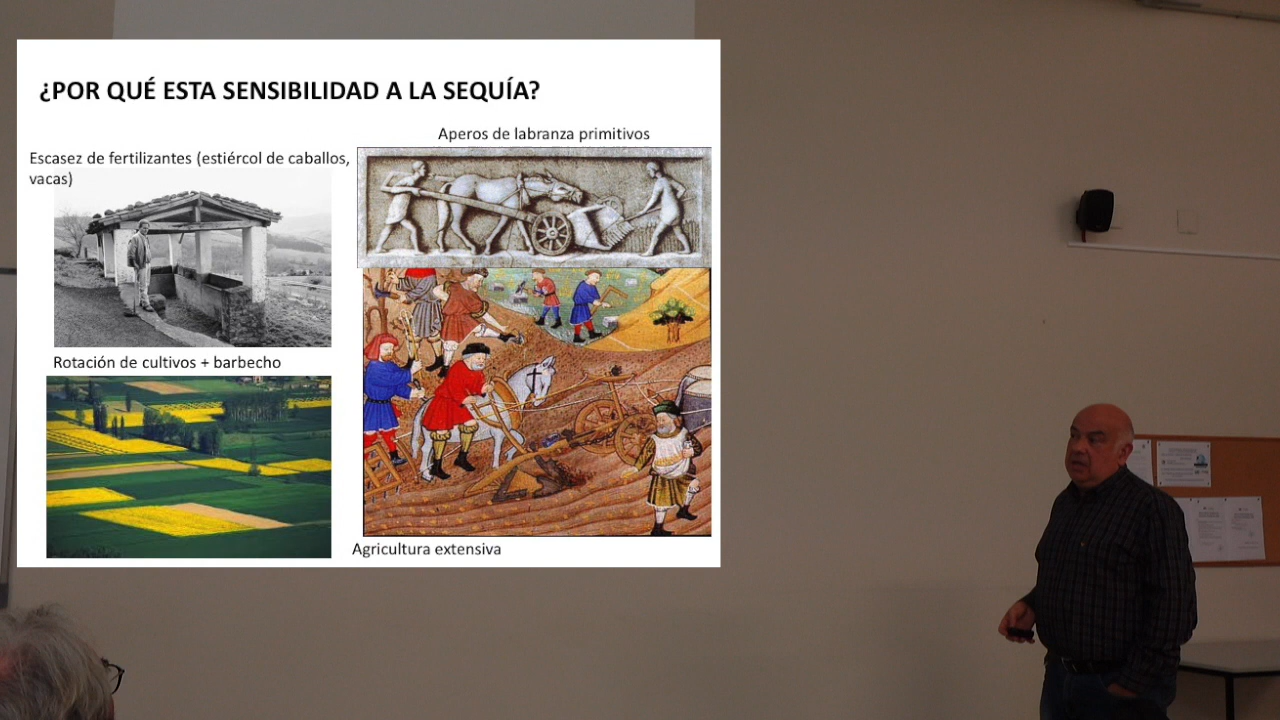 ¿POR QUÉ ESTA SENSIBILIDAD A LA SEQUÍA?
Aperos de labranza primitivos
Escasez de fertilizantes (estiércol de caballos,
vacas)
Rotación de cultivos + barbecho
Agricultura extensiva